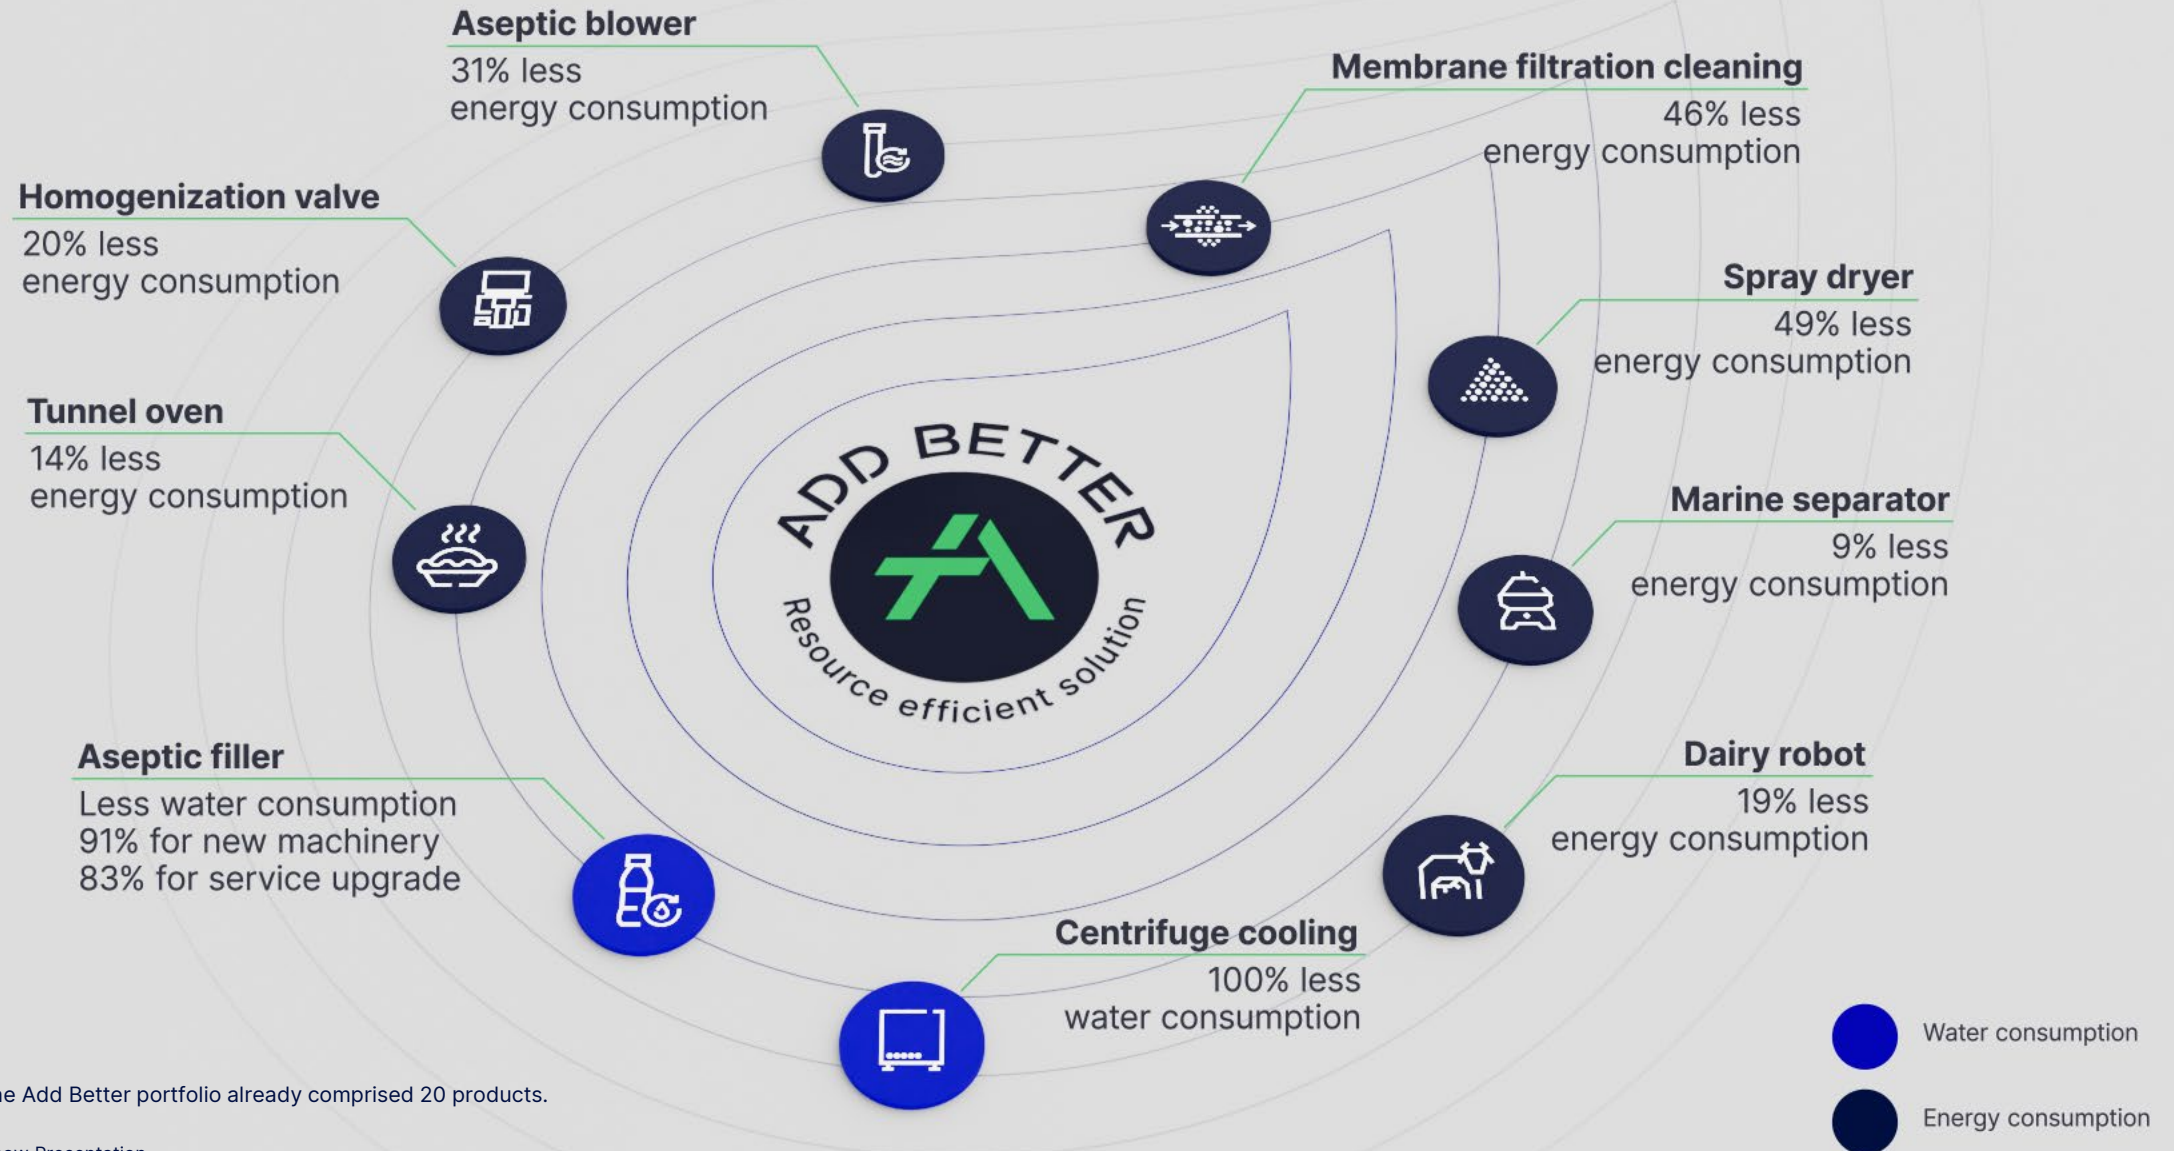 Aseptic blower
31% less
energy consumption
Membrane filtration cleaning
46% less
energy consumption
Homogenization valve
20% less
energy consumption
Spray dryer
49% less
energy consumption
Tunnel oven
14% less
energy consumption
ADD BETTER
Resource efficient solution
Marine separator
9% less
energy consumption
Aseptic filler
Less water consumption
91% for new machinery
83% for service upgrade
Dairy robot
19% less
energy consumption
Centrifuge cooling
100% less
water consumption
Water consumption
Energy consumption
Add Better portfolio already comprised 20 products.
Presentation